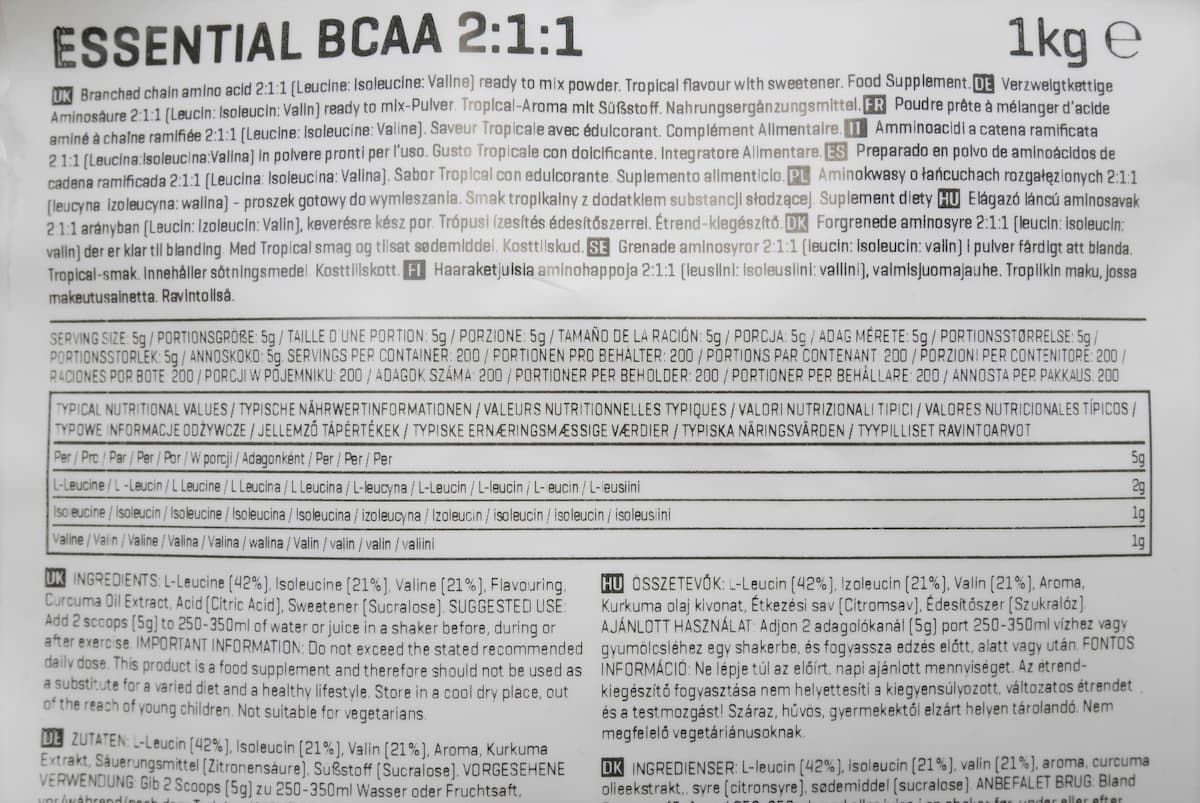 ESSENTIAL BCAA 2:1:1
1kg ℮
UK Branched chain amino acid 2:1:1 (Leucine: Isoleucine: Valine) ready to mix powder. Tropical flavour with sweetener. Food Supplement. DE Verzweigtkettige
Aminosäure 2:1:1 (Leucin: Isoleucin: Valin) ready to mix-Pulver. Tropical-Aroma mit Süßstoff. Nahrungsergänzungsmittel. FR Poudre prête à mélanger d'acide
aminé à chaîne ramifiée 2:1:1 (Leucine: Isoleucine: Valine). Saveur Tropicale avec édulcorant. Complément Alimentaire. IT Amminoacidi a catena ramificata
2 1:1 (Leucina:Isoleucina:Valina) in polvere pronti per l'uso. Gusto Tropicale con dolcificante. Integratore Alimentare. ES Preparado en polvo de aminoácidos de
cadena ramificada 2:1:1 (Leucina: Isoleucina: Valina). Sabor Tropical con edulcorante. Suplemento alimenticio. PL Aminokwasy o łańcuchach rozgałęzionych 2:1:1
(leucyna izoleucyna: walina) - proszek gotowy do wymieszania. Smak tropikalny z dodatkiem substancji słodzącej. Suplement diety HU Elágazó láncú aminosavak
2 1:1 arányban (Leucin: Izoleucin: Valin), keverésre kész por. Trópusi ízesítés édesítőszerrel. Étrend-kiegészítő. DK Forgrenede aminosyre 2:1:1 (leucin: isoleucin:
valin) der er klar til blanding Med Tropical smag og tilsat sødemiddel. Kosttilskud. SE Grenade aminosyror 2:1:1 (leucin: isoleucin: valin) i pulver färdigt att blanda.
Tropical-smak. Innehåller sötningsmedel Kosttillskott. FI Haaraketjuisia aminohappoja 2:1:1 (leusiini: isoleusiini: valiini), valmisjuomajauhe. Tropiikin maku, jossa
makeutusainetta. Ravintolisä.
SERVING SIZE: 5g / PORTIONSGRÖßE: 5g / TAILLE D'UNE PORTION: 5g / PORZIONE: 5g / TAMAÑO DE LA RACIÓN: 5g / PORCJA: 5g / ADAG MÉRETE: 5g / PORTIONSSTØRRELSE: 5g /
PORTIONSSTORLEK: 5g / ANNOSKOKO: 5g, SERVINGS PER CONTAINER: 200 / PORTIONEN PRO BEHALTER: 200 / PORTIONS PAR CONTENANT 200 / PORZIONI PER CONTENITORE: 200 /
RACIONES POR BOTE 200 / PORCJI W POJEMNIKU: 200 / ADAGOK SZÁMA: 200 / PORTIONER PER BEHOLDER: 200 / PORTIONER PER BEHÅLLARE: 200 / ANNOSTA PER PAKKAUS: 200
TYPICAL NUTRITIONAL VALUES / TYPISCHE NÄHRWERTINFORMATIONEN / VALEURS NUTRITIONNELLES TYPIQUES / VALORI NUTRIZIONALI TIPICI / VALORES NUTRICIONALES TÍPICOS /
TYPOWE INFORMACJE ODŻYWCZE / JELLEMZŐ TÁPÉRTÉKEK / TYPISKE ERNÆRINGSMÆSSIGE VÆRDIER / TYPISKA NÄRINGSVÄRDEN / TYYPILLISET RAVINTOARVOT
Per / Pro / Par / Per / Por / W porcji / Adagonként / Per / Per / Per 5g
L-Leucine / L-Leucin / L Leucine / L Leucina / L Leucina / L-leucyna / L-Leucin / L-leucin / L-leucin / L-leusiini 2g
Isoleucine / Isoleucin / Isoleucine / Isoleucina / Isoleucina / izoleucyna / Izoleucin / isoleucin / isoleucin / isoleusiini 1g
Valine / Valin / Valine / Valina / Valina / walina / Valin / valin / valin / valiini 1g
UK INGREDIENTS: L-Leucine (42%), Isoleucine (21%), Valine (21%), Flavouring,
Curcuma Oil Extract, Acid (Citric Acid), Sweetener (Sucralose). SUGGESTED USE:
Add 2 scoops (5g) to 250-350ml of water or juice in a shaker before, during or
after exercise. IMPORTANT INFORMATION: Do not exceed the stated recommended
daily dose. This product is a food supplement and therefore should not be used as
a substitute for a varied diet and a healthy lifestyle. Store in a cool dry place, out
of the reach of young children. Not suitable for vegetarians.
DE ZUTATEN: L-Leucin (42%), Isoleucin (21%), Valin (21%), Aroma, Kurkuma
Extrakt, Säuerungsmittel (Zitronensäure), Süßstoff (Sucralose). VORGESEHENE
VERWENDUNG: Gib 2 Scoops (5g) zu 250-350ml Wasser oder Fruchtsaft,
HU ÖSSZETEVŐK: L-Leucin (42%), Izoleucin (21%), Valin (21%), Aroma,
Kurkuma olaj kivonat, Étkezési sav (Citromsav), Édesítőszer (Szukralóz).
AJÁNLOTT HASZNÁLAT: Adjon 2 adagolókanál (5g) port 250-350ml vízhez vagy
gyümölcsléhez egy shakerbe, és fogyassza edzés előtt, alatt vagy után. FONTOS
INFORMÁCIÓ: Ne lépje túl az előírt, napi ajánlott mennyiséget. Az étrend-
kiegészítő fogyasztása nem helyettesíti a kiegyensúlyozott, változatos étrendet
és a testmozgást! Száraz, hűvös, gyermekektől elzárt helyen tárolandó. Nem
megfelelő vegetáriánusoknak.
DK INGREDIENSER: L-leucin (42%), isoleucin (21%), valin (21%), aroma, curcuma
olieekstrakt,, syre (citronsyre), sødemiddel (sucralose). ANBEFALET BRUG: Bland